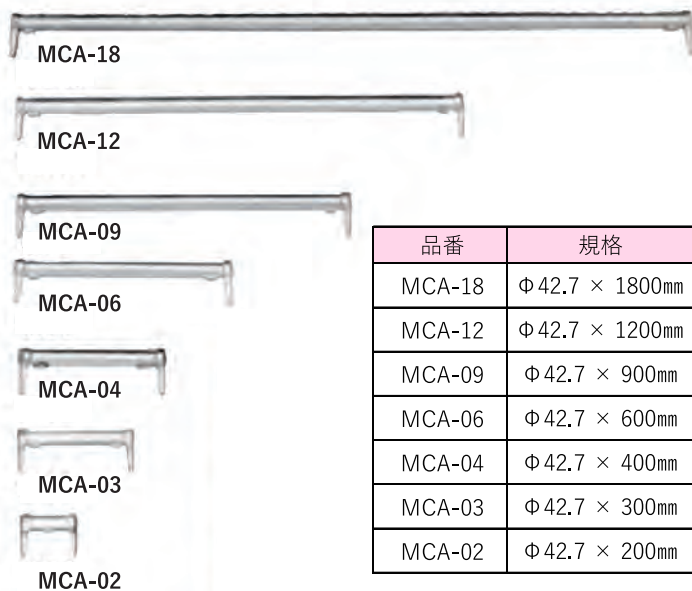 MCA-18
MCA-12
MCA-09
MCA-06
MCA-04
MCA-03
MCA-02
品番 規格
MCA-18 Φ42.7 × 1800㎜
MCA-12 Φ42.7 × 1200㎜
MCA-09 Φ42.7 × 900㎜
MCA-06 Φ42.7 × 600㎜
MCA-04 Φ42.7 × 400㎜
MCA-03 Φ42.7 × 300㎜
MCA-02 Φ42.7 × 200㎜